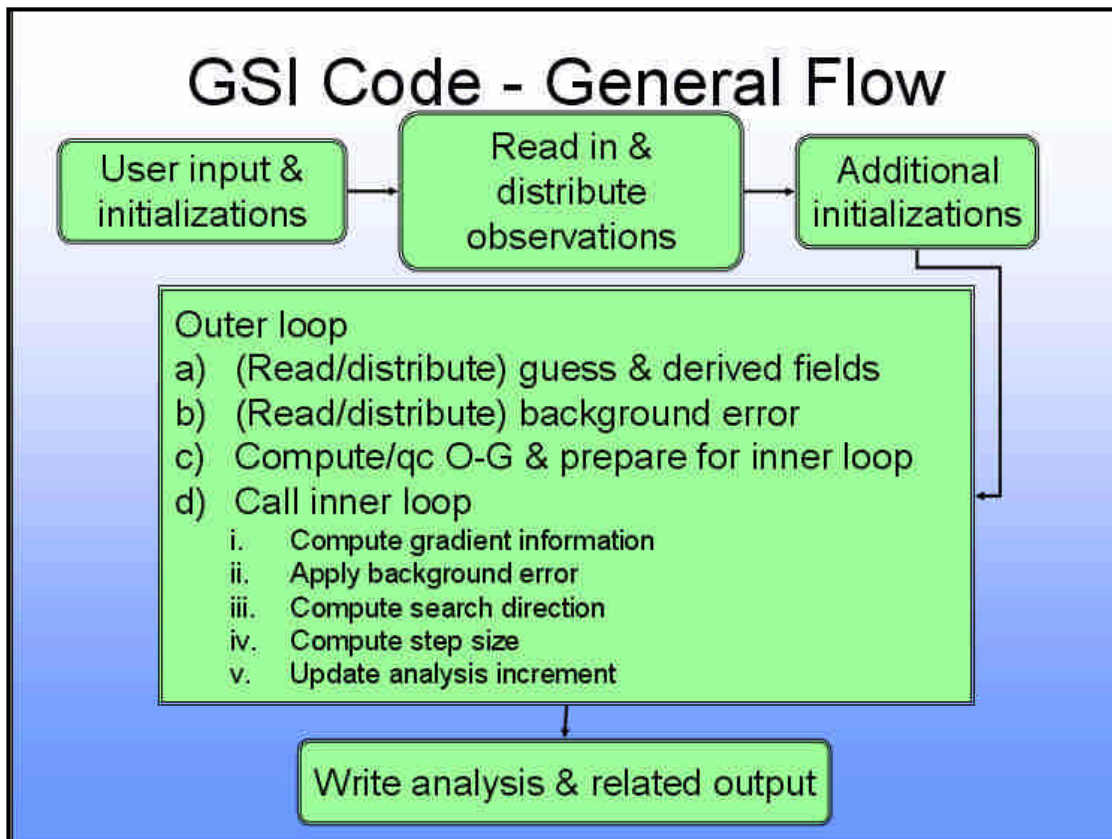 GSI Code - General Flow
User input &
initializations
Read in &
distribute
observations
Additional
initializations
Outer loop
a) (Read/distribute) guess & derived fields
b) (Read/distribute) background error
c) Compute/qc O-G & prepare for inner loop
d) Call inner loop
i. Compute gradient information
ii. Apply background error
iii. Compute search direction
iv. Compute step size
v. Update analysis increment
Write analysis & related output